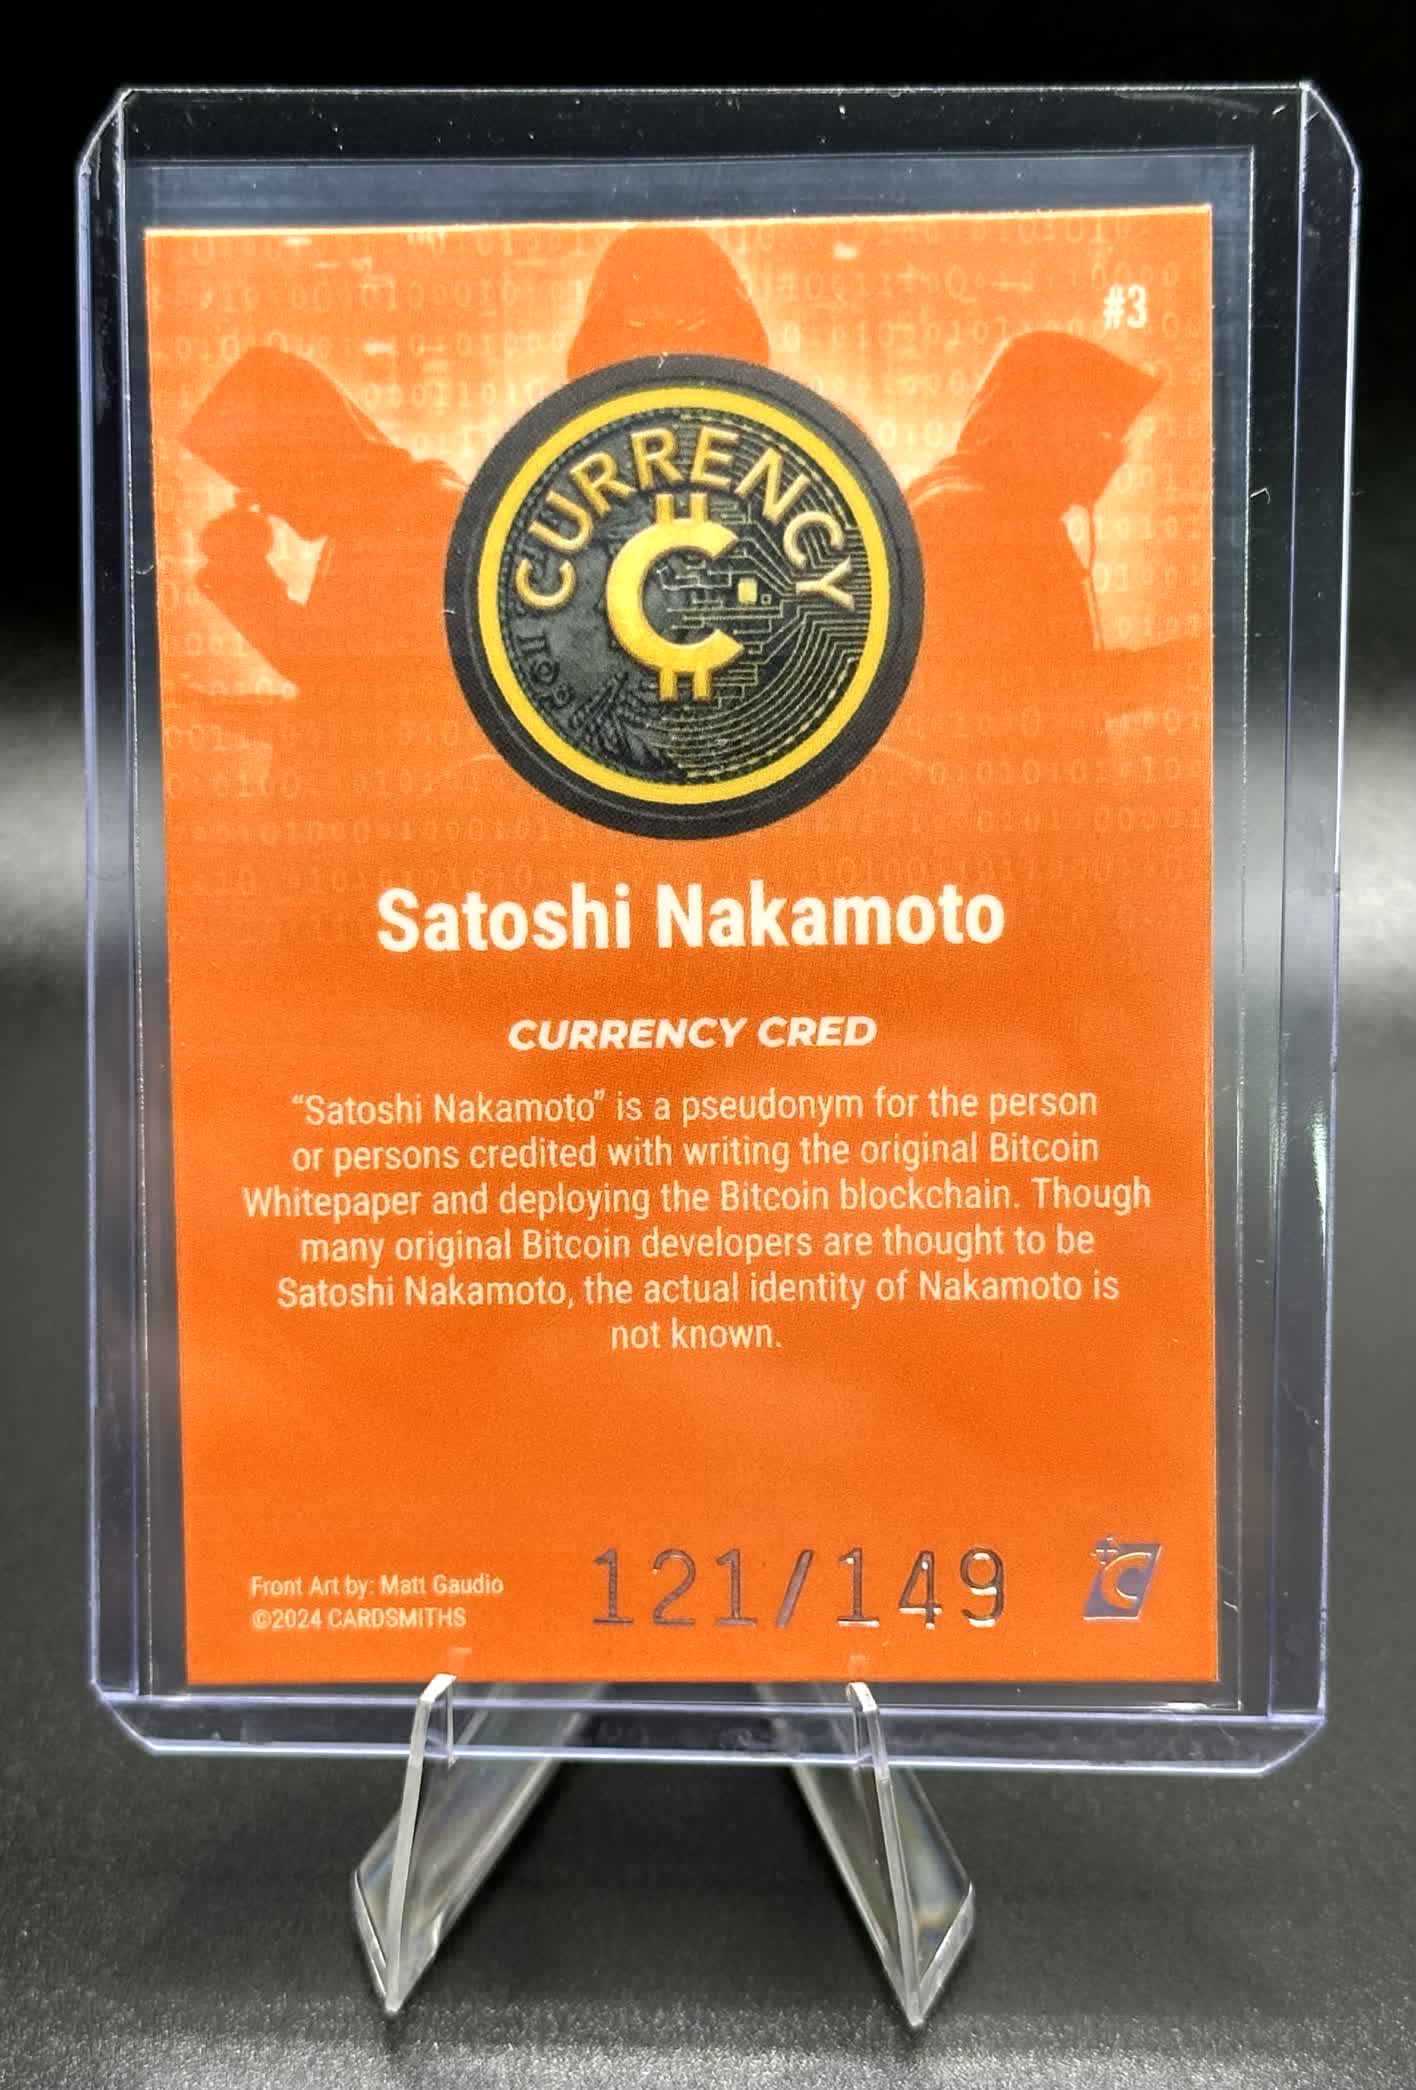 #3
CURRENCY
C
Satoshi Nakamoto
CURRENCY CRED
“Satoshi Nakamoto” is a pseudonym for the person
or persons credited with writing the original Bitcoin
Whitepaper and deploying the Bitcoin blockchain. Though
many original Bitcoin developers are thought to be
Satoshi Nakamoto, the actual identity of Nakamoto is
not known.
Front Art by: Matt Gaudio
©2024 CARDSMITHS
121/149
C